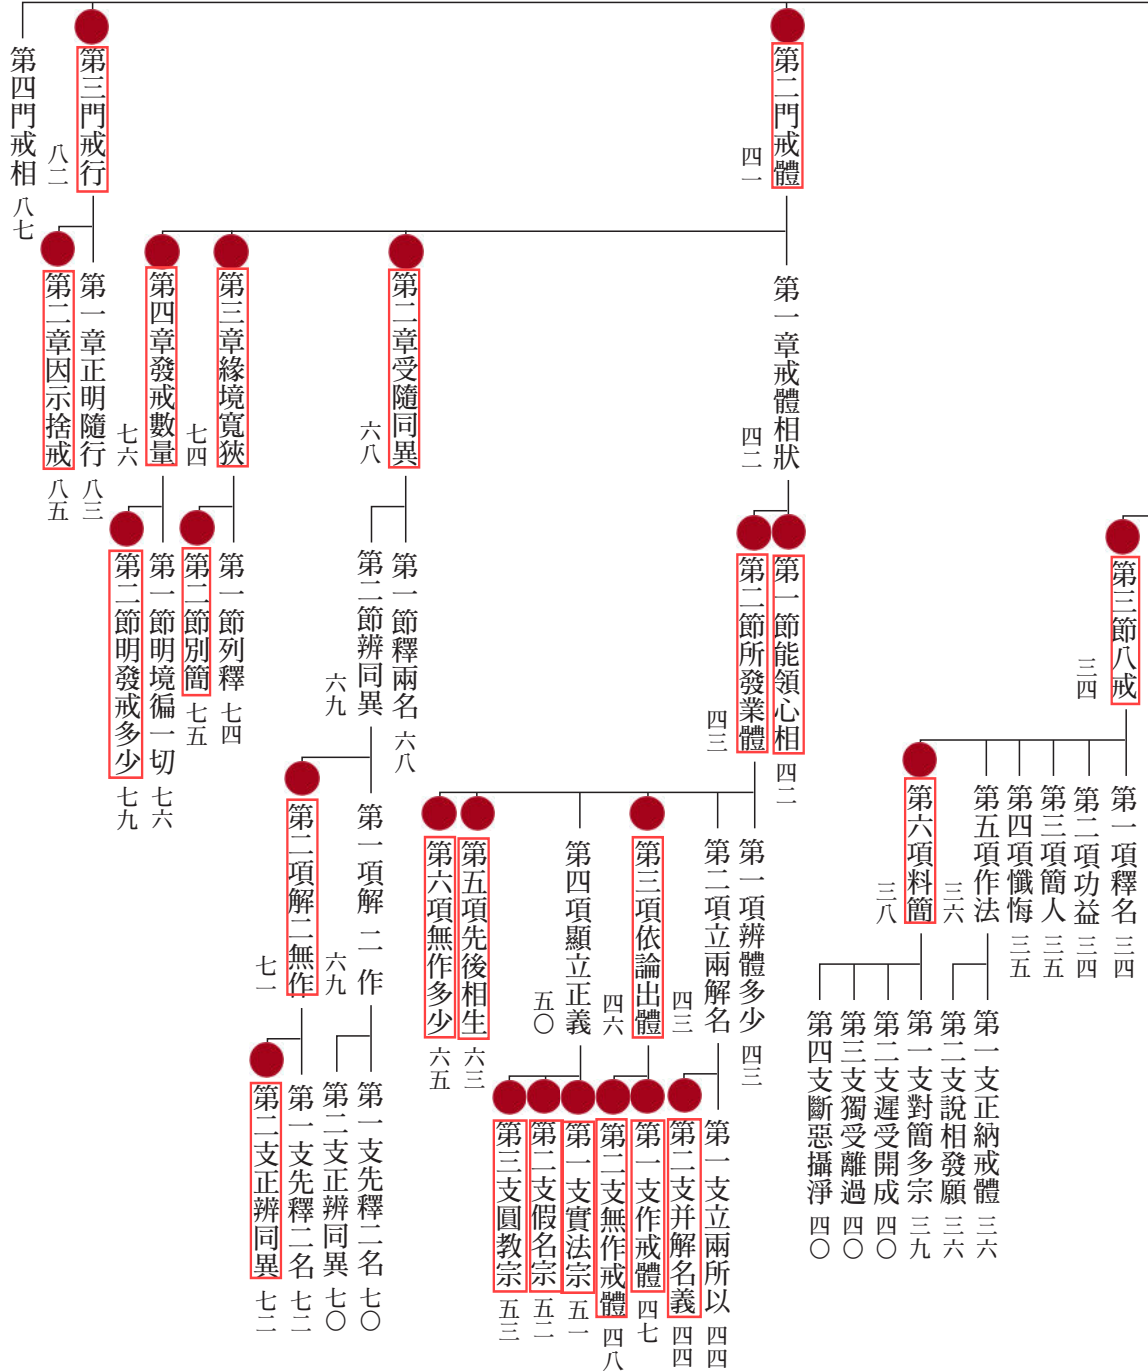 第二門戒體 四一
第三門戒行 八二
第四門戒相 八七
第一章戒體相狀 四二
第二章受隨同異 六八
第三章緣境寬狹 七四
第四章發戒數量 七六
第一章正明隨行 八三
第二章因示捨戒 八五
第三節八戒 三四
第一節能領心相 四二
第二節所發業體 四三
第一節釋兩名 六八
第二節辨同異 六九
第一節列釋 七四
第二節別簡 七五
第一節明境徧一切 七六
第二節明發戒多少 七九
第一項釋名 三四
第二項功益 三四
第三項簡人 三五
第四項懺悔 三五
第五項作法 三六
第六項料簡 三八
第一項辨體多少 四三
第二項立兩解名 四三
第三項依論出體 四六
第四項顯立正義 五〇
第五項先後相生 六三
第六項無作多少 六五
第一項解二作 六九
第二項解二無作 七一
第一支正納戒體 三六
第二支說相發願 三六
第一支對簡多宗 三九
第二支遲受開成 四〇
第三支獨受離過 四〇
第四支斷惡攝淨 四〇
第一支立兩所以 四四
第二支并解名義 四四
第一支作戒體 四七
第二支無作戒體 四八
第一支實法宗 五一
第二支假名宗 五二
第三支圓教宗 五三
第一支先釋二名 七〇
第二支正辨同異 七〇
第一支先釋二名 七二
第二支正辨同異 七二